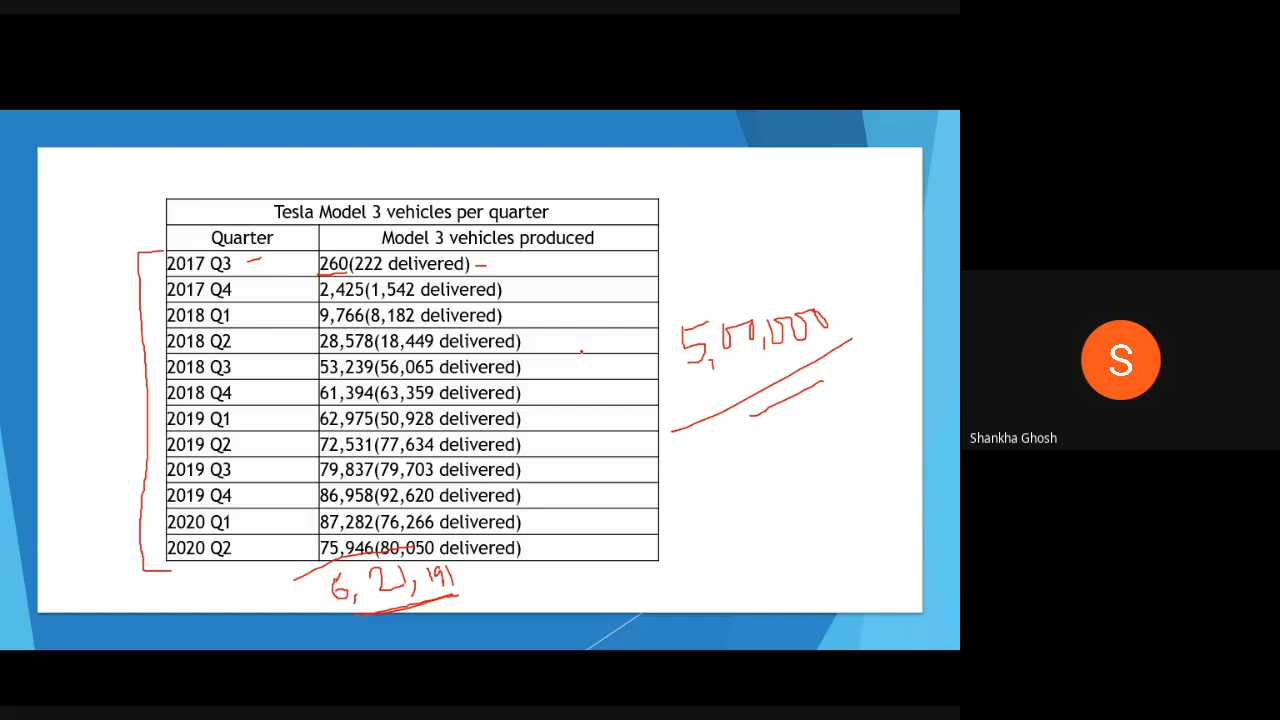 Tesla Model 3 vehicles per quarter
Quarter Model 3 vehicles produced
2017 Q3 260(222 delivered)
2017 Q4 2,425(1,542 delivered)
2018 Q1 9,766(8,182 delivered)
2018 Q2 28,578(18,449 delivered)
2018 Q3 53,239(56,065 delivered)
2018 Q4 61,394(63,359 delivered)
2019 Q1 62,975(50,928 delivered)
2019 Q2 72,531(77,634 delivered)
2019 Q3 79,837(79,703 delivered)
2019 Q4 86,958(92,620 delivered)
2020 Q1 87,282(76,266 delivered)
2020 Q2 75,946(80,050 delivered)
6,21,191
5,00,000
S
Shankha Ghosh